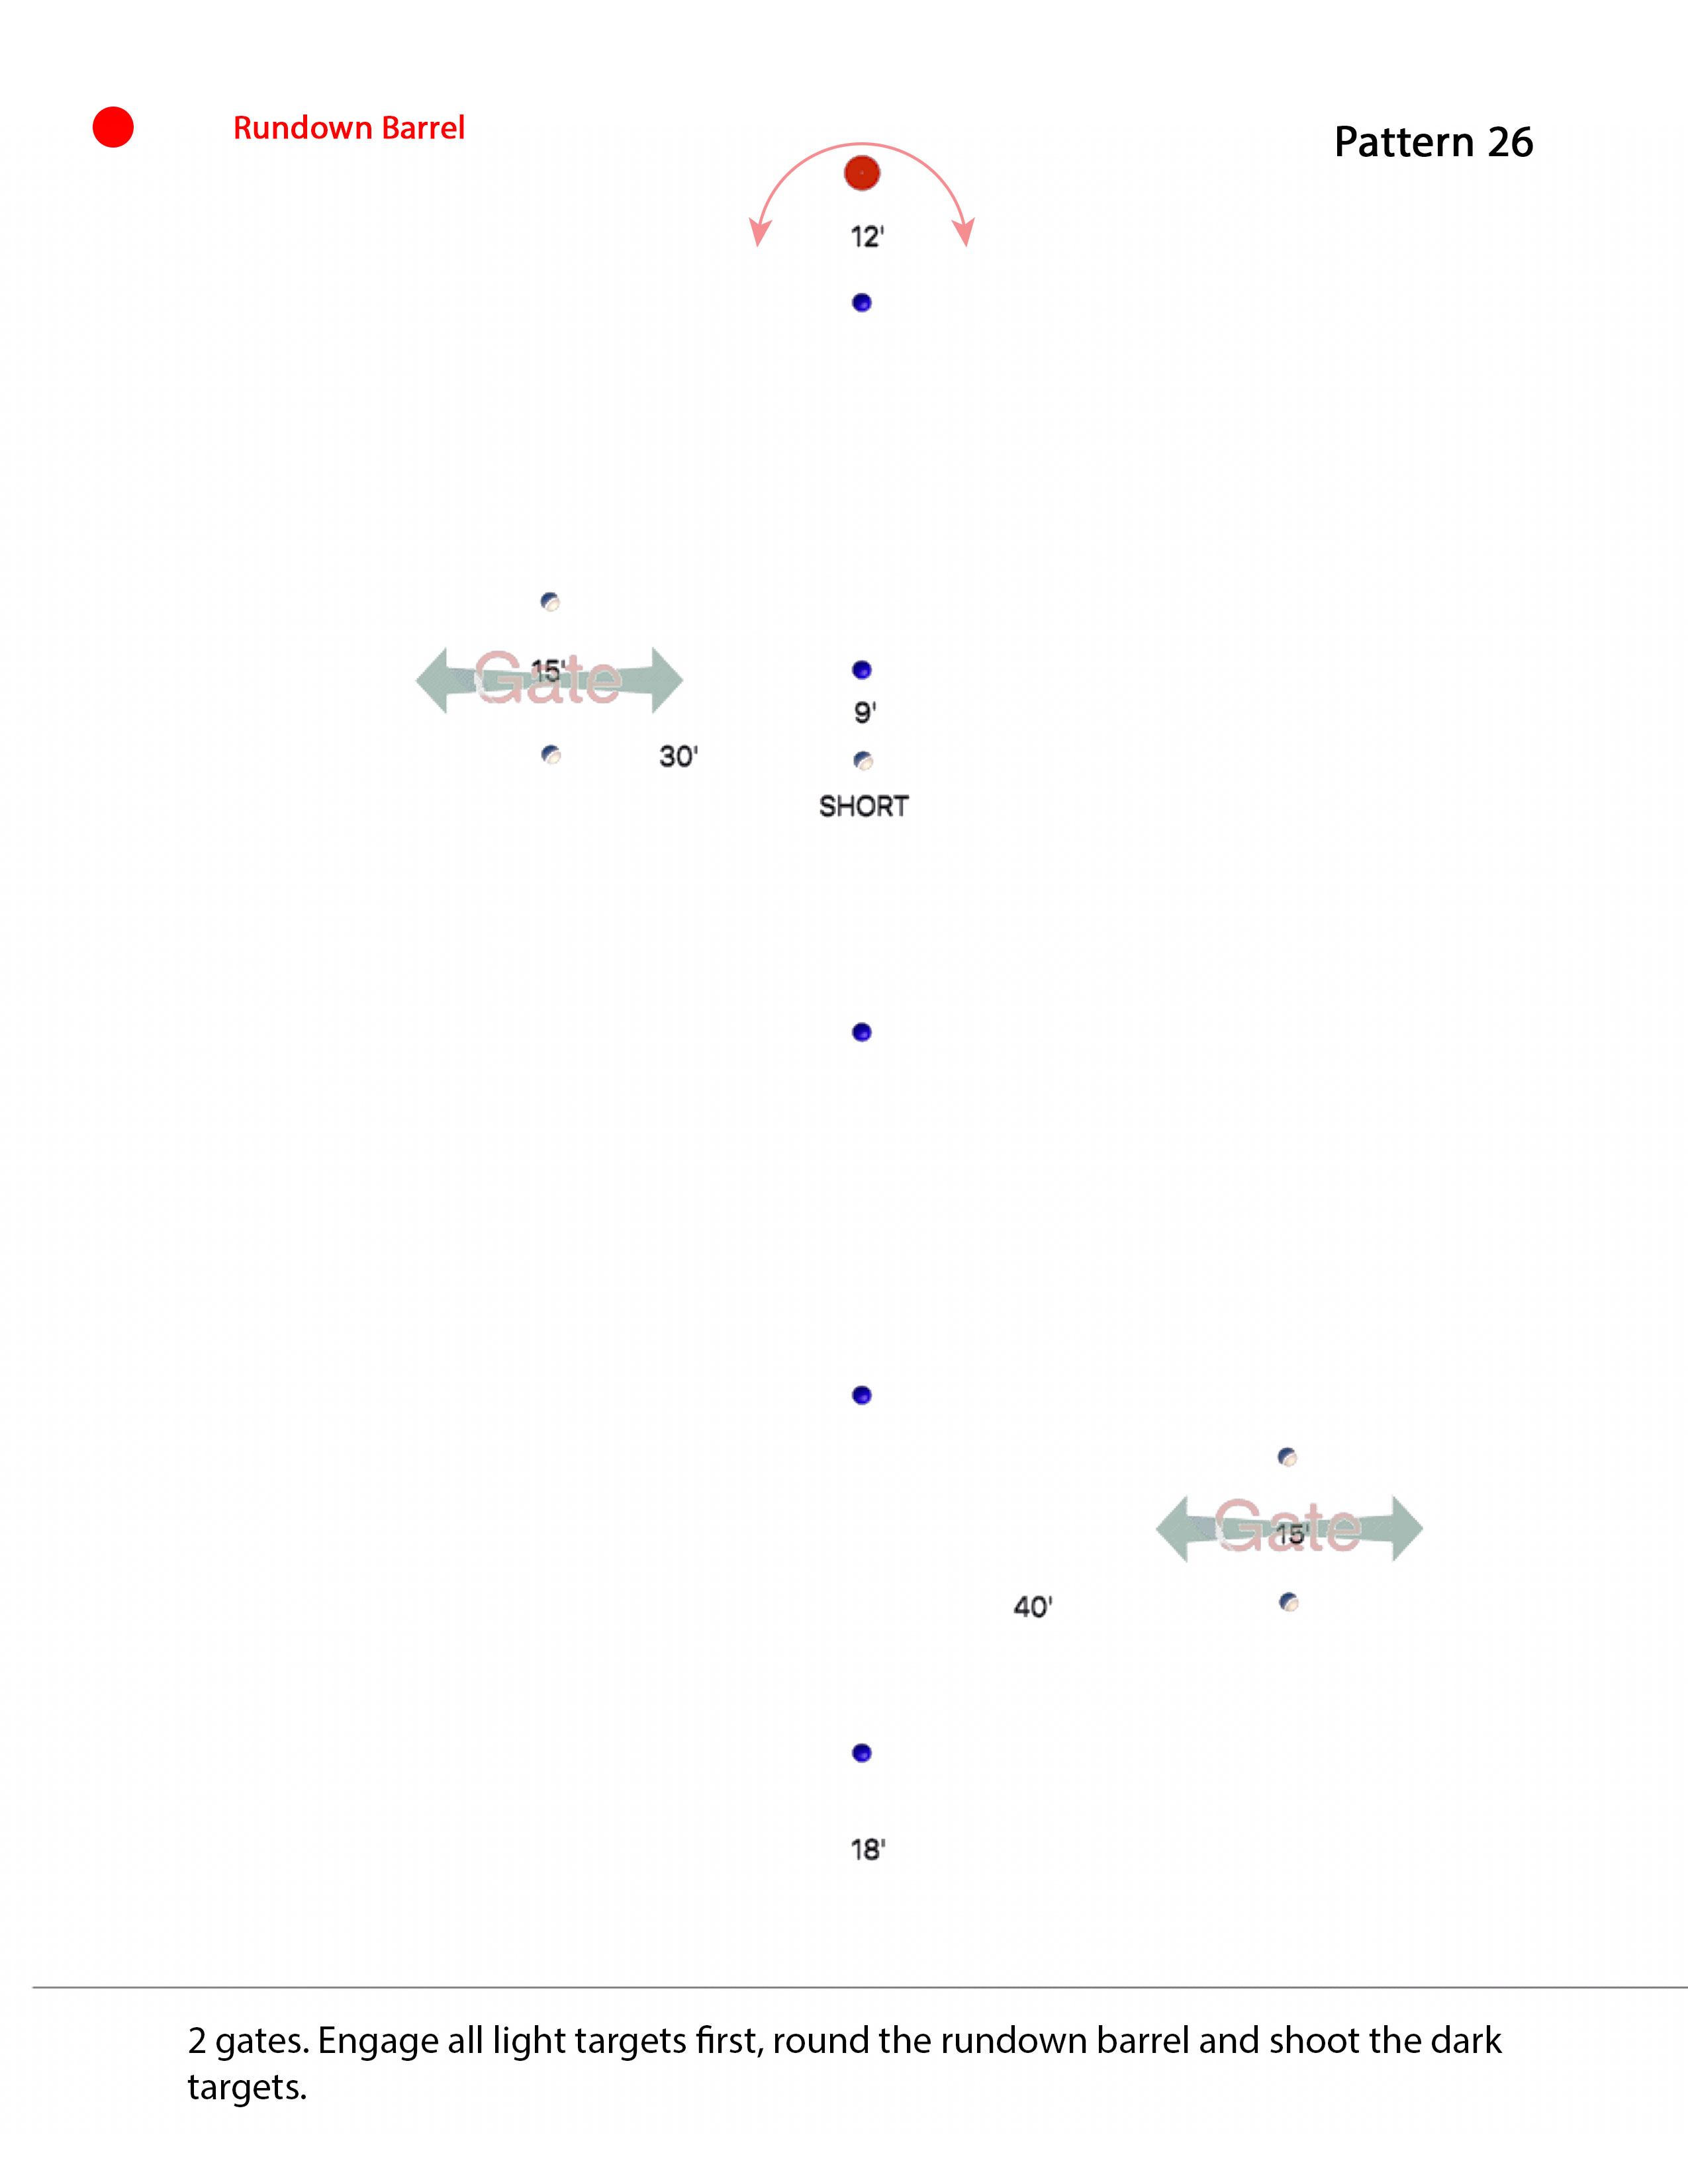 Rundown Barrel
Pattern 26
12'
Gate
15'
9'
30'
SHORT
Gate
15'
40'
18'
2 gates. Engage all light targets first, round the rundown barrel and shoot the dark
targets.